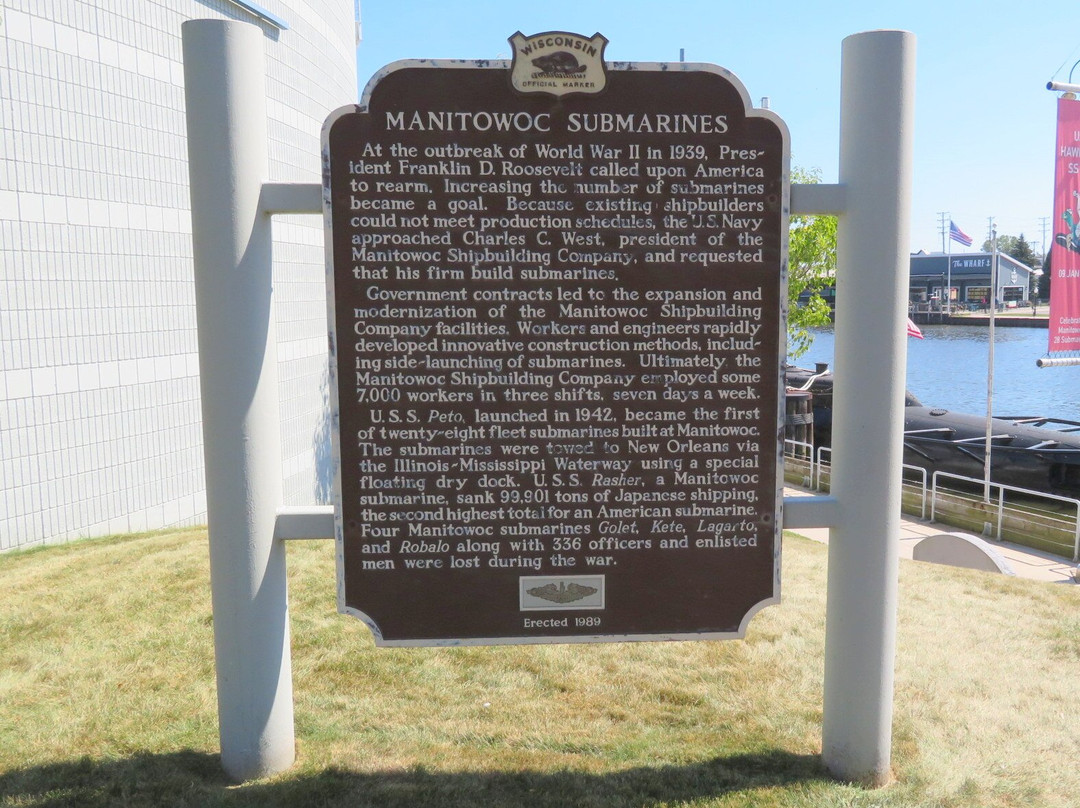 WISCONSIN
OFFICIAL MARKER
MANITOWOC SUBMARINES
At the outbreak of World War II in 1939, Pres-
ident Franklin D. Roosevelt called upon America
to rearm. Increasing the number of submarines
became a goal. Because existing shipbuilders
could not meet production schedules, the U.S. Navy
approached Charles C. West, president of the
Manitowoc Shipbuilding Company, and requested
that his firm build submarines.
Government contracts led to the expansion and
modernization of the Manitowoc Shipbuilding
Company facilities. Workers and engineers rapidly
developed innovative construction methods, includ-
ing side-launching of submarines. Ultimately, the
Manitowoc Shipbuilding Company employed some
7,000 workers in three shifts, seven days a week.
U.S.S. Peto, launched in 1942, became the first
of twenty-eight fleet submarines built at Manitowoc.
The submarines were towed to New Orleans via
the Illinois-Mississippi Waterway using a special
floating dry dock. U.S.S. Rasher, a Manitowoc
submarine, sank 99,901 tons of Japanese shipping,
the second highest total for an American submarine.
Four Manitowoc submarines Golet, Kete, Lagarto,
and Robalo along with 336 officers and enlisted
men were lost during the war.
Erected 1989
The WHARF